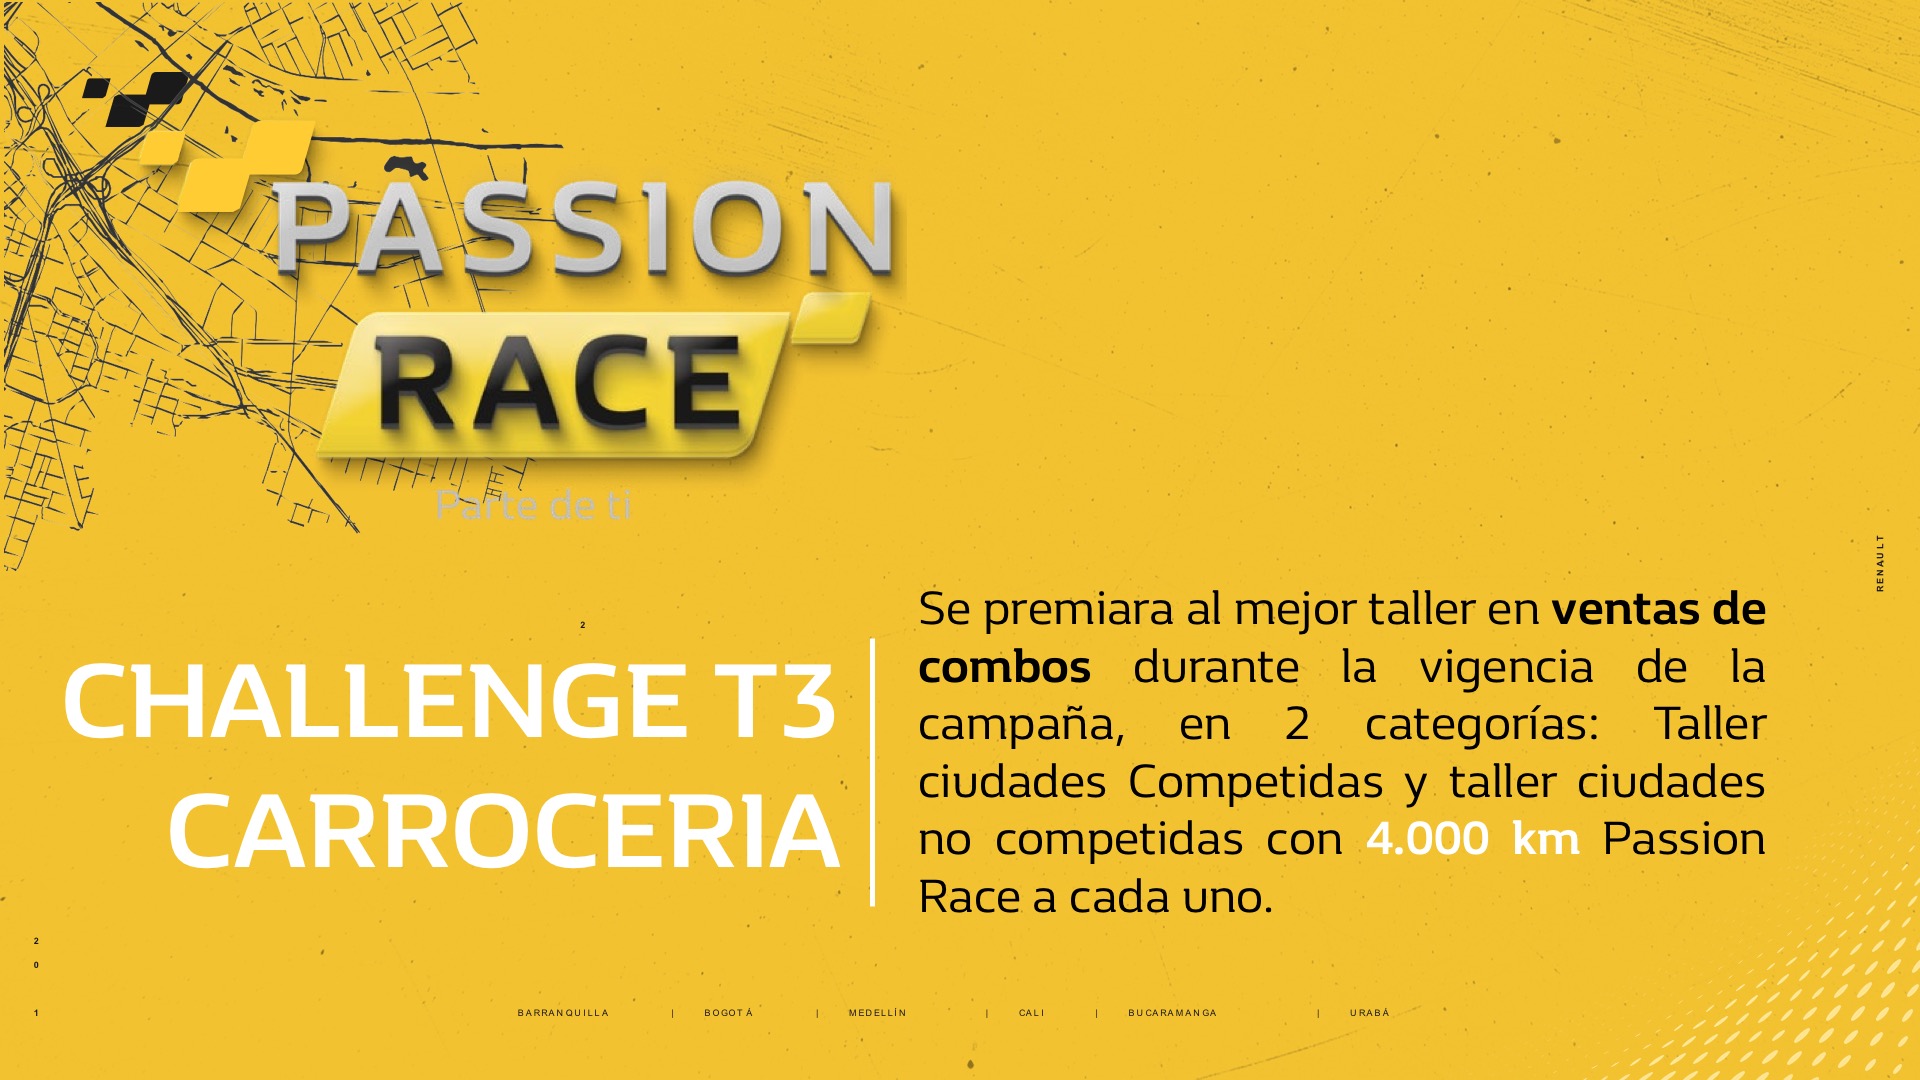 PASSION
RACE
Parte de ti
RENAULT
2
CHALLENGE T3
CARROCERIA
Se premiara al mejor taller en ventas de
combos durante la vigencia de la
campaña, en 2 categorías: Taller
ciudades Competidas y taller ciudades
no competidas con 4.000 km Passion
Race a cada uno.
2
0
1
BARRANQUILLA | BOGOTÁ | MEDELLÍN | CALI | BUCARAMANGA | URABÁ